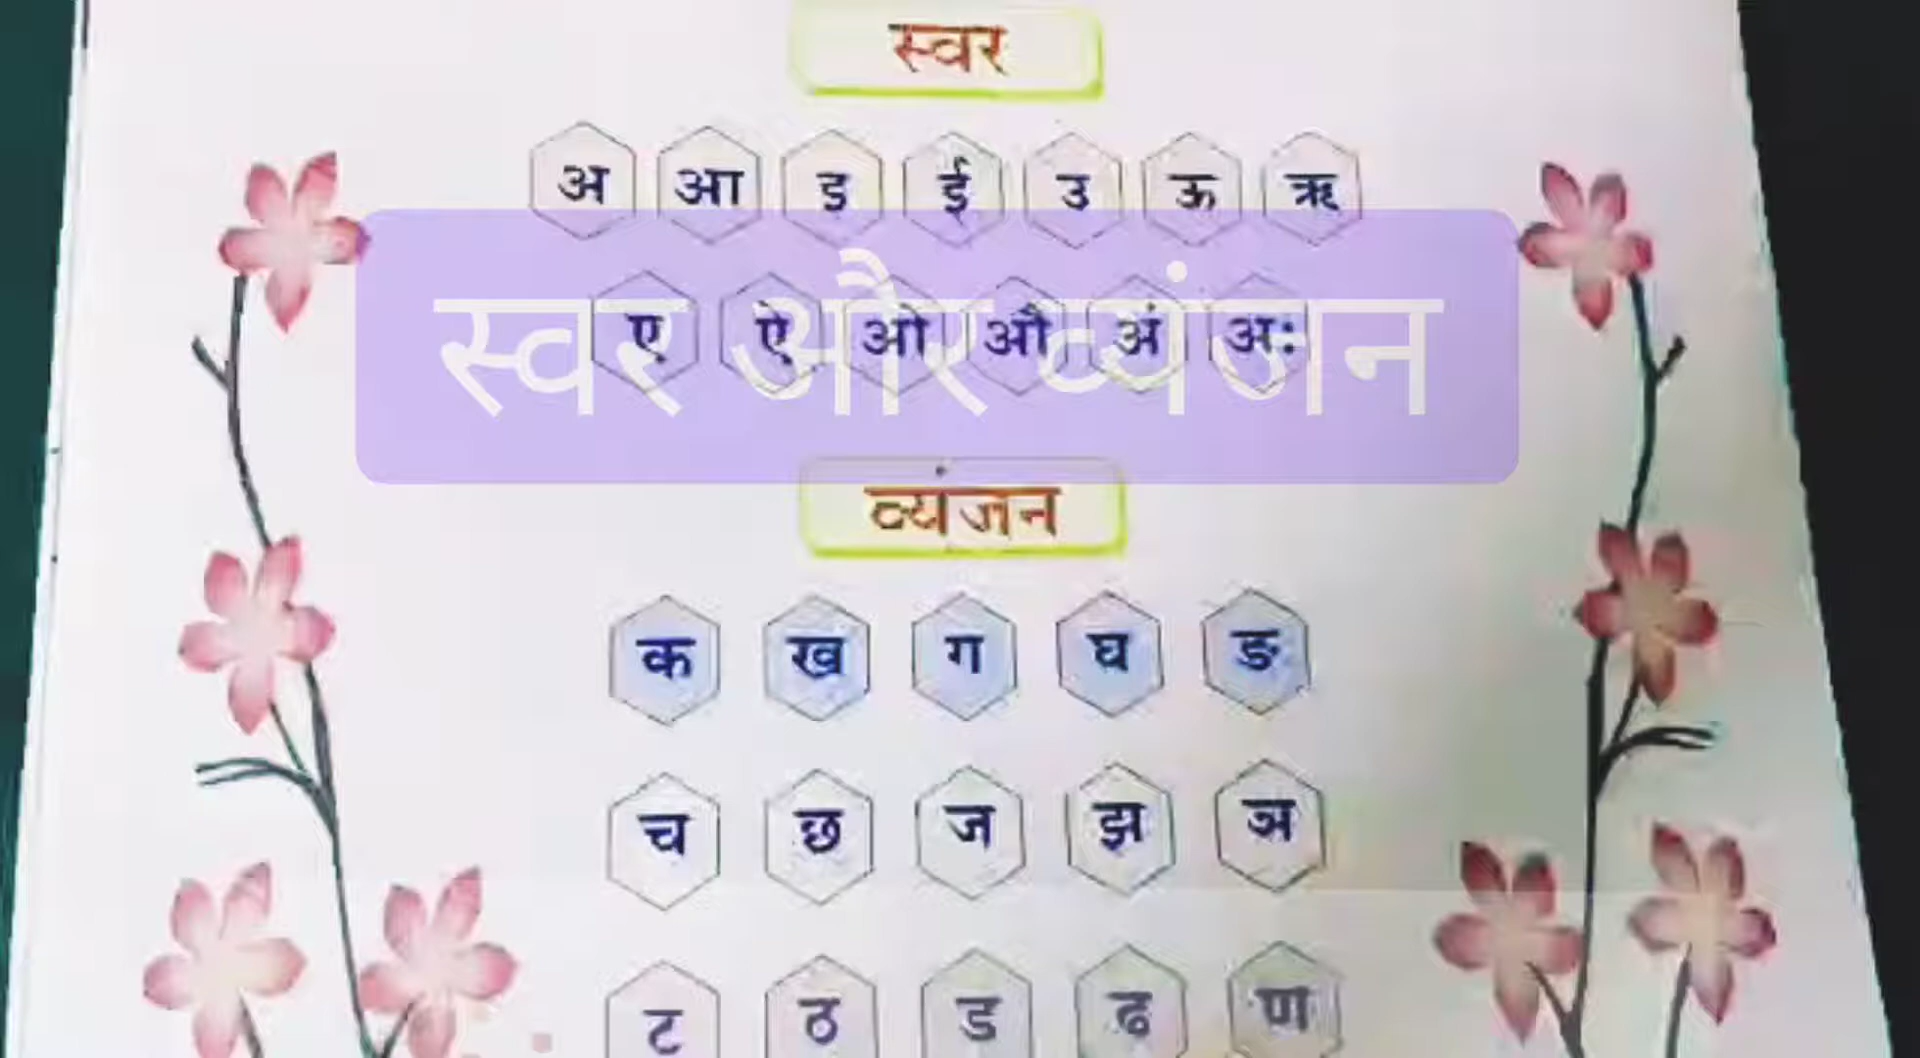 स्वर
अ आ इ ई उ ऊ ऋ
स्वर और व्यंजन
ए ऐ ओ औ अं अः
व्यंजन
क ख ग घ ङ
च छ ज झ ञ
ट ठ ड ढ ण